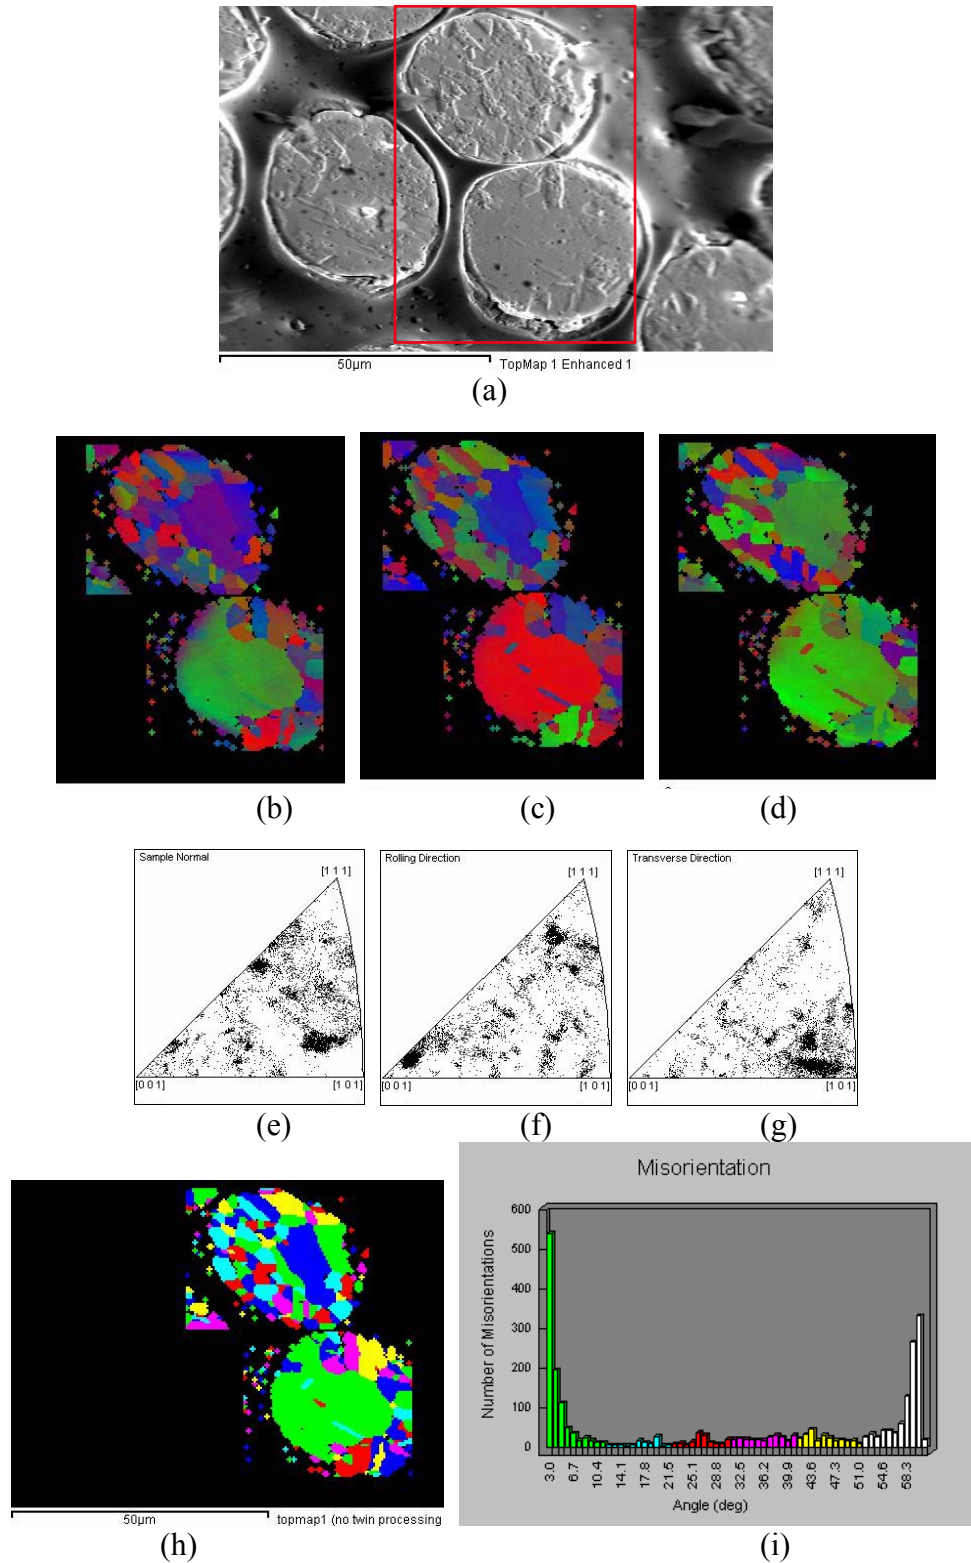 50µm TopMap 1 Enhanced 1
(a)
(b) (c) (d)
Sample Normal
[1 1 1]
[0 0 1] [1 0 1]
Rolling Direction
[1 1 1]
[0 0 1] [1 0 1]
Transverse Direction
[1 1 1]
[0 0 1] [1 0 1]
(e) (f) (g)
50µm topmap1 (no twin processing
(h)
Misorientation
Number of Misorientations
600
500
400
300
200
100
0
3.0 6.7 10.4 14.1 17.8 21.5 25.1 28.8 32.5 36.2 39.9 43.6 47.3 51.0 54.6 58.3
Angle (deg)
(i)